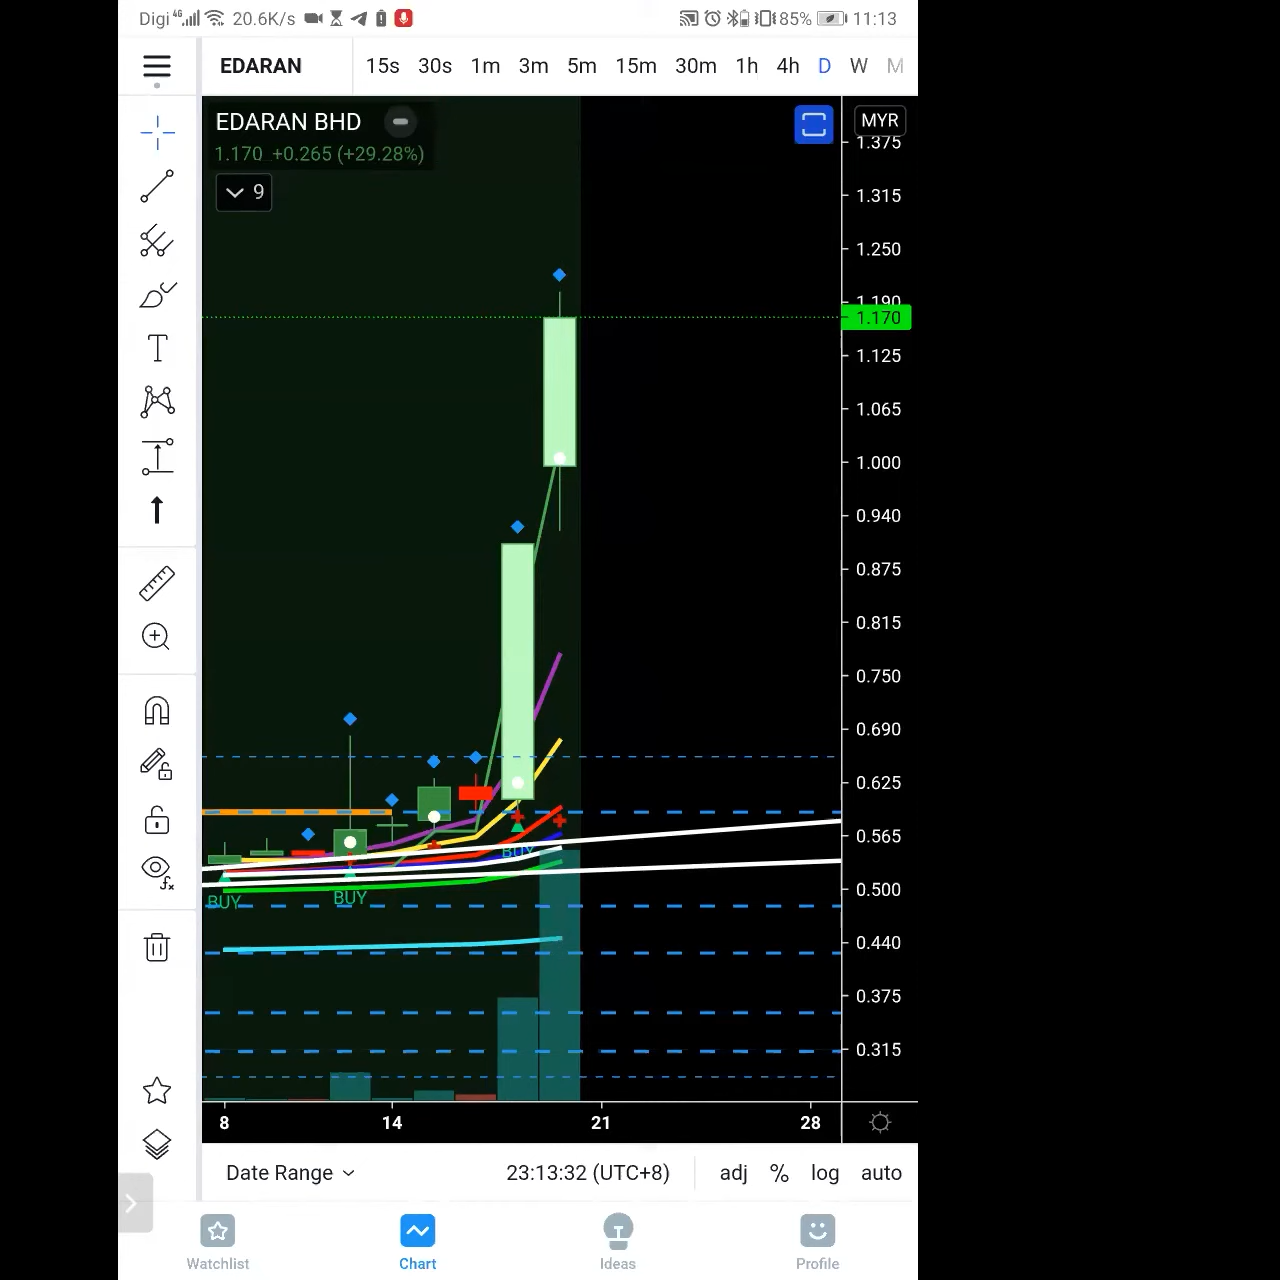 Digi 4G 20.6K/s 85% 11:13
EDARAN 15s 30s 1m 3m 5m 15m 30m 1h 4h D W M
EDARAN BHD
1.170 +0.265 (+29.28%)
9
MYR
1.375
1.315
1.250
1.190
1.170
1.125
1.065
1.000
0.940
0.875
0.815
0.750
0.690
0.625
0.565
0.500
0.440
0.375
0.315
BUY
BUY
BUY
8 14 21 28
Date Range 23:13:32 (UTC+8) adj % log auto
Watchlist Chart Ideas Profile